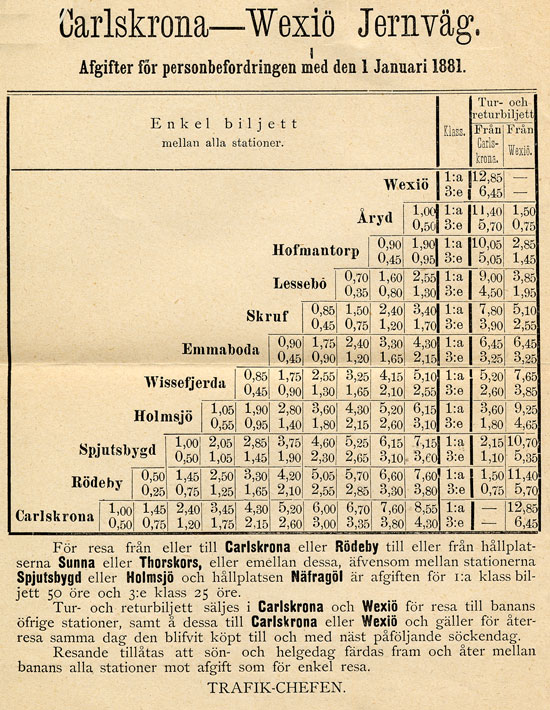 Carlskrona—Wexiö Jernväg.
Afgifter för personbefordringen med den 1 Januari 1881.
Enkel biljett mellan alla stationer. Klass. Tur- och returbiljett
Från Carlskrona. Från Wexiö.
Wexiö 1:a 12,85 —
3:e 6,45 —
Åryd 1,00 1:a 11,40 1,50
0,50 3:e 5,70 0,75
Hofmantorp 0,90 1,90 1:a 10,05 2,85
0,45 0,95 3:e 5,05 1,45
Lessebo 0,70 1,60 2,55 1:a 9,00 3,85
0,35 0,80 1,30 3:e 4,50 1,95
Skruf 0,85 1,50 2,40 3,40 1:a 7,80 5,10
0,45 0,75 1,20 1,70 3:e 3,90 2,55
Emmaboda 0,90 1,75 2,40 3,30 4,30 1:a 6,45 6,45
0,45 0,90 1,20 1,65 2,15 3:e 3,25 3,25
Wissefjerda 0,85 1,75 2,55 3,25 4,15 5,10 1:a 5,20 7,65
0,45 0,90 1,30 1,65 2,10 2,55 3:e 2,60 3,85
Holmsjö 1,05 1,90 2,80 3,60 4,30 5,20 6,15 1:a 3,60 9,25
0,55 0,95 1,40 1,80 2,15 2,60 3,10 3:e 1,80 4,65
Spjutsbygd 1,00 2,05 2,85 3,75 4,60 5,25 6,15 7,15 1:a 2,15 10,70
0,50 1,05 1,45 1,90 2,30 2,65 3,10 3,60 3:e 1,10 5,35
Rödeby 0,50 1,45 2,50 3,30 4,20 5,05 5,70 6,60 7,60 1:a 1,50 11,40
0,25 0,75 1,25 1,65 2,10 2,55 2,85 3,30 3,80 3:e 0,75 5,70
Carlskrona 1,00 1,45 2,40 3,45 4,30 5,20 6,00 6,70 7,60 8,55 1:a — 12,85
0,50 0,75 1,20 1,75 2,15 2,60 3,00 3,35 3,80 4,30 3:e — 6,45
För resa från eller till Carlskrona eller Rödeby till eller från hållplat-
serna Sunna eller Thorskors, eller emellan dessa, äfvensom mellan stationerna
Spjutsbygd eller Holmsjö och hållplatsen Näfragöl är afgiften för 1:a klass bil-
jett 50 öre och 3:e klass 25 öre.
Tur- och returbiljett säljes i Carlskrona och Wexiö för resa till banans
öfrige stationer, samt å dessa till Carlskrona eller Wexiö och gäller för åter-
resa samma dag den blifvit köpt till och med näst påföljande söckendag.
Resande tillåtas att sön- och helgedag färdas fram och åter mellan
banans alla stationer mot afgift som för enkel resa.
TRAFIK-CHEFEN.